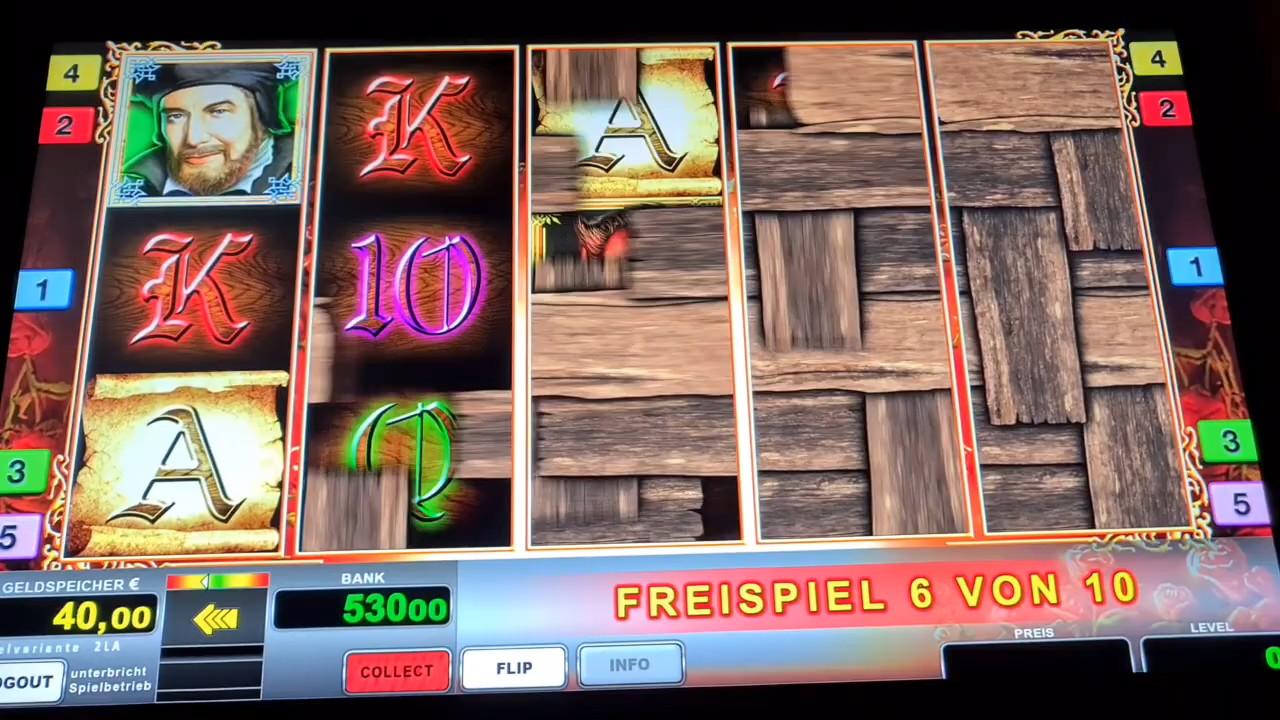 4
4
2
2
K
A
K
10
1
1
A
Q
3
3
5
5
GELDSPEICHER €
BANK
40,00
53000
FREISPIEL 6 VON 10
2LA
PREIS
LEVEL
unterbricht
Spielbetrieb
COLLECT
FLIP
INFO